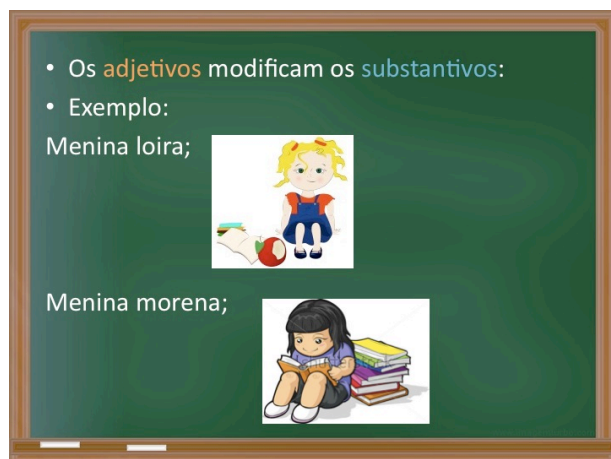 • Os adjetivos modificam os substantivos:
• Exemplo:
Menina loira;
Menina morena;